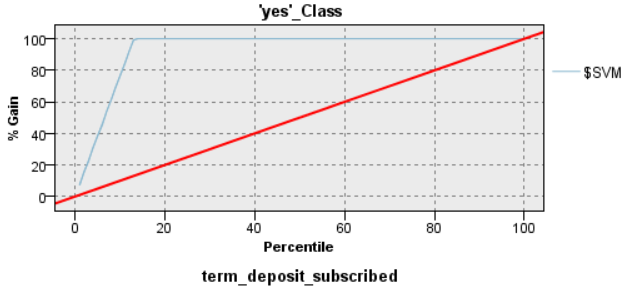 'yes'_Class
100
80
60
40
20
0
% Gain
0 20 40 60 80 100
Percentile
$SVM
term_deposit_subscribed